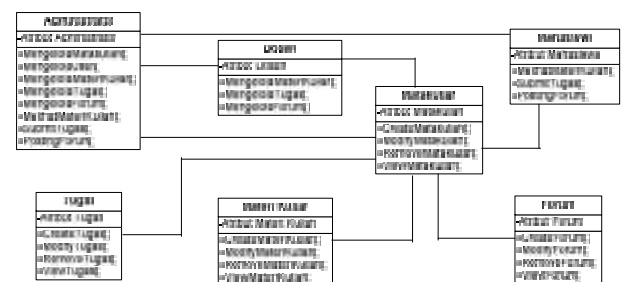 Administrator
-Atribut Administrator
+MengelolaMatakuliah();
+MengelolaUser();
+MengelolaMateriKuliah();
+MengelolaTugas();
+MengelolaForum();
+MelihatMateriKuliah();
+SubmitTugas();
+PostingForum();
Dosen
-Atribut Dosen
+MengelolaMateriKuliah();
+MengelolaTugas();
+MengelolaForum();
Mahasiswa
-Atribut Mahasiswa
+MelihatMateriKuliah();
+SubmitTugas();
+PostingForum();
Matakuliah
-Atribut Matakuliah
+CreateMatakuliah();
+ModifyMatakuliah();
+RemoveMatakuliah();
+ViewMatakuliah();
Tugas
-Atribut Tugas
+CreateTugas();
+ModifyTugas();
+RemoveTugas();
+ViewTugas();
Materi Kuliah
-Atribut Materi Kuliah
+CreateMateriKuliah();
+ModifyMateriKuliah();
+RemoveMateriKuliah();
+ViewMateriKuliah();
Forum
-Atribut Forum
+CreateForum();
+ModifyForum();
+RemoveForum();
+ViewForum();